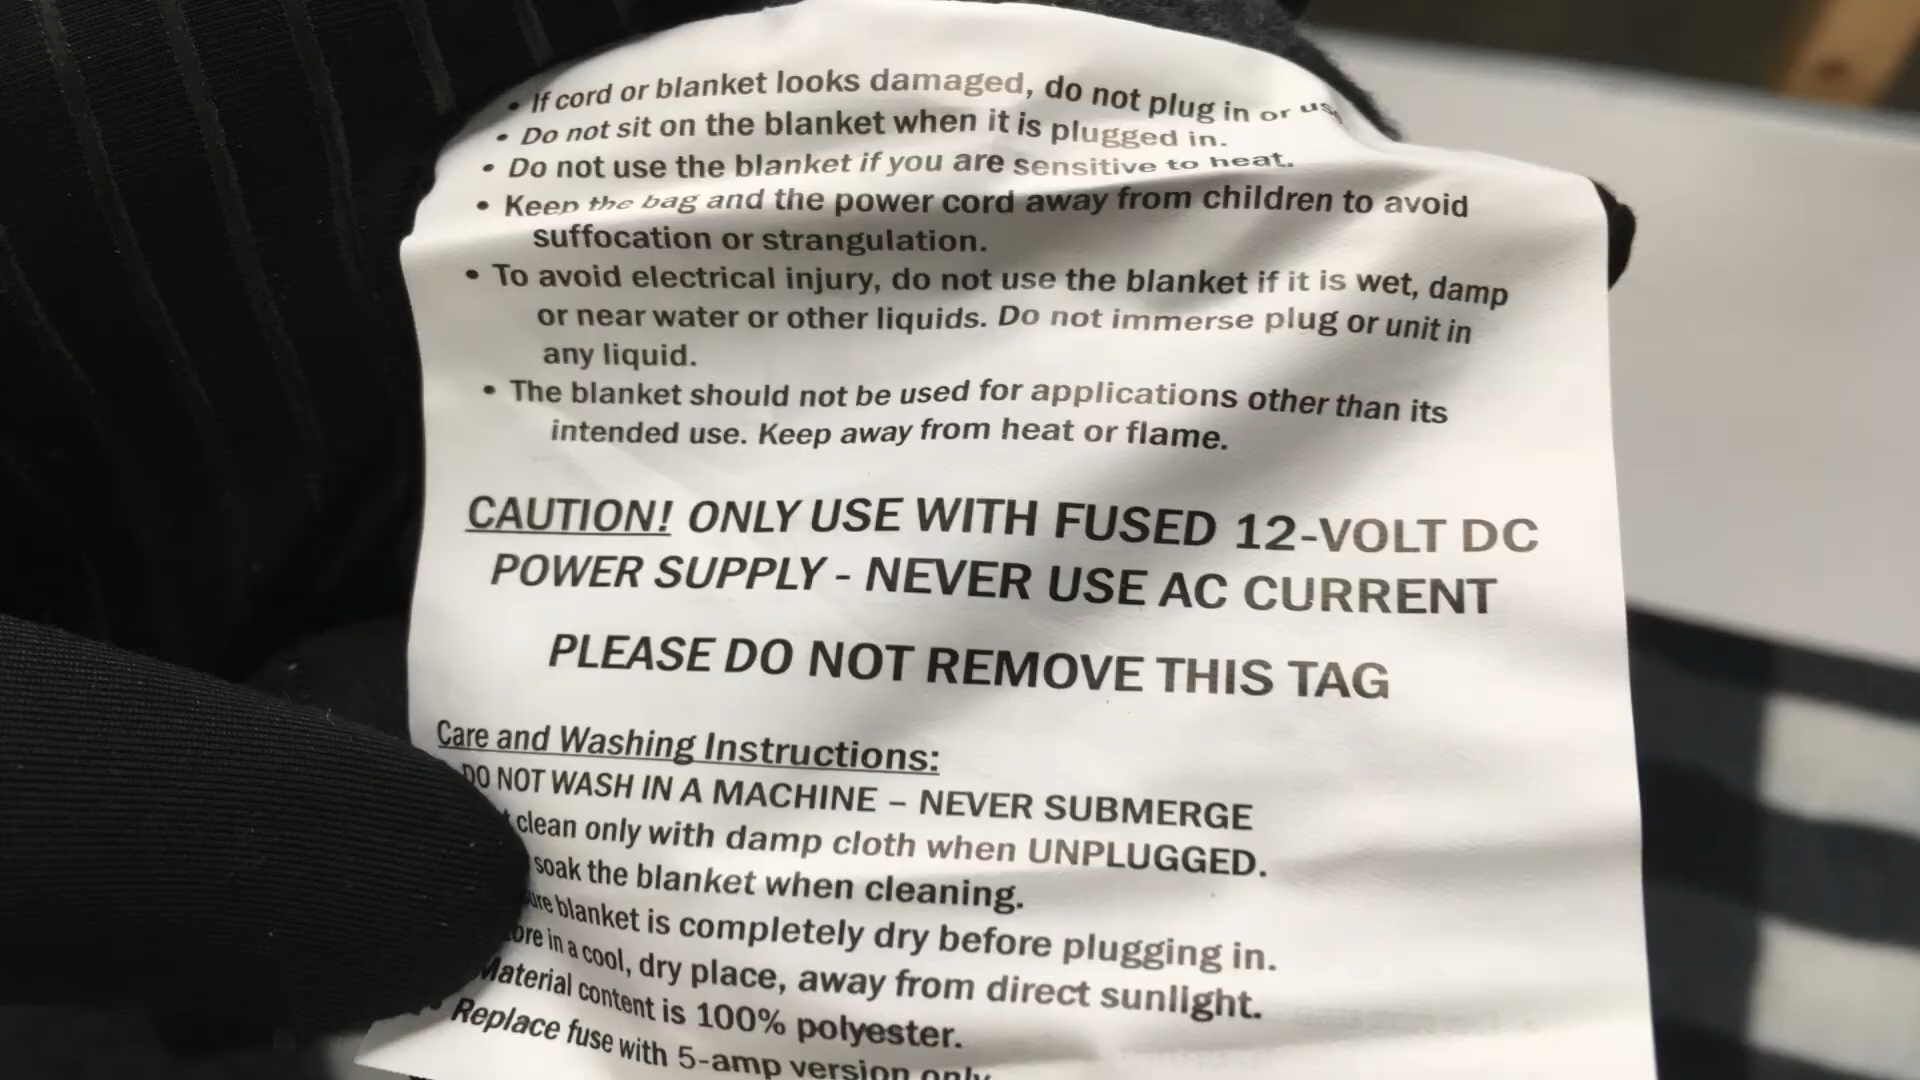 • If cord or blanket looks damaged, do not plug in or use
• Do not sit on the blanket when it is plugged in.
• Do not use the blanket if you are sensitive to heat.
• Keep the bag and the power cord away from children to avoid
suffocation or strangulation.
• To avoid electrical injury, do not use the blanket if it is wet, damp
or near water or other liquids. Do not immerse plug or unit in
any liquid.
• The blanket should not be used for applications other than its
intended use. Keep away from heat or flame.
CAUTION! ONLY USE WITH FUSED 12-VOLT DC
POWER SUPPLY - NEVER USE AC CURRENT
PLEASE DO NOT REMOVE THIS TAG
Care and Washing Instructions:
DO NOT WASH IN A MACHINE – NEVER SUBMERGE
clean only with damp cloth when UNPLUGGED.
soak the blanket when cleaning.
blanket is completely dry before plugging in.
in a cool, dry place, away from direct sunlight.
Material content is 100% polyester.
Replace fuse with 5-amp version only